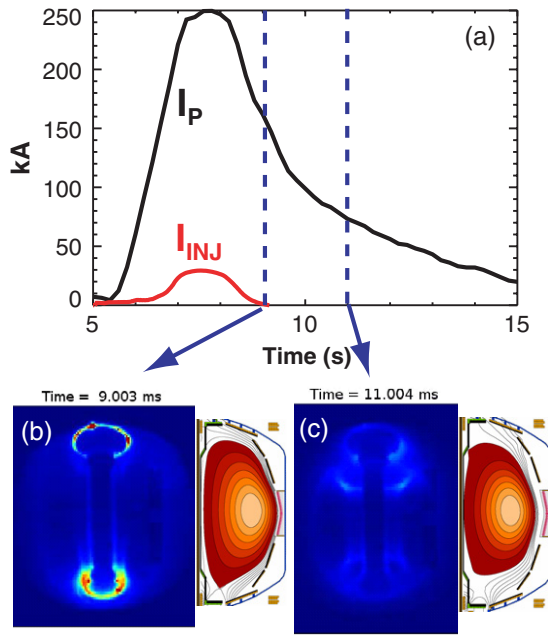 (a)
250
200
150
100
50
0
kA
I_P
I_INJ
5 10 15
Time (s)
Time = 9.003 ms
Time = 11.004 ms
(b)
(c)